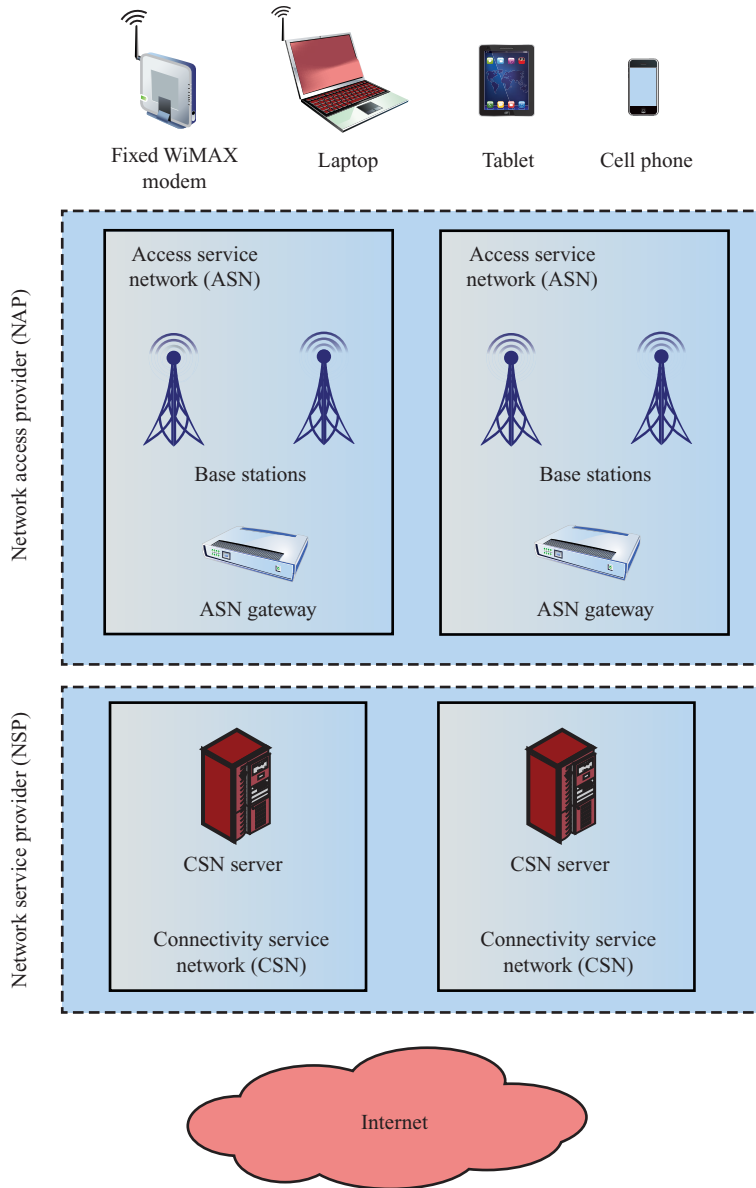 Fixed WiMAX
modem
Laptop
Tablet
Cell phone
Network access provider (NAP)
Access service
network (ASN)
Base stations
ASN gateway
Access service
network (ASN)
Base stations
ASN gateway
Network service provider (NSP)
CSN server
Connectivity service
network (CSN)
CSN server
Connectivity service
network (CSN)
Internet